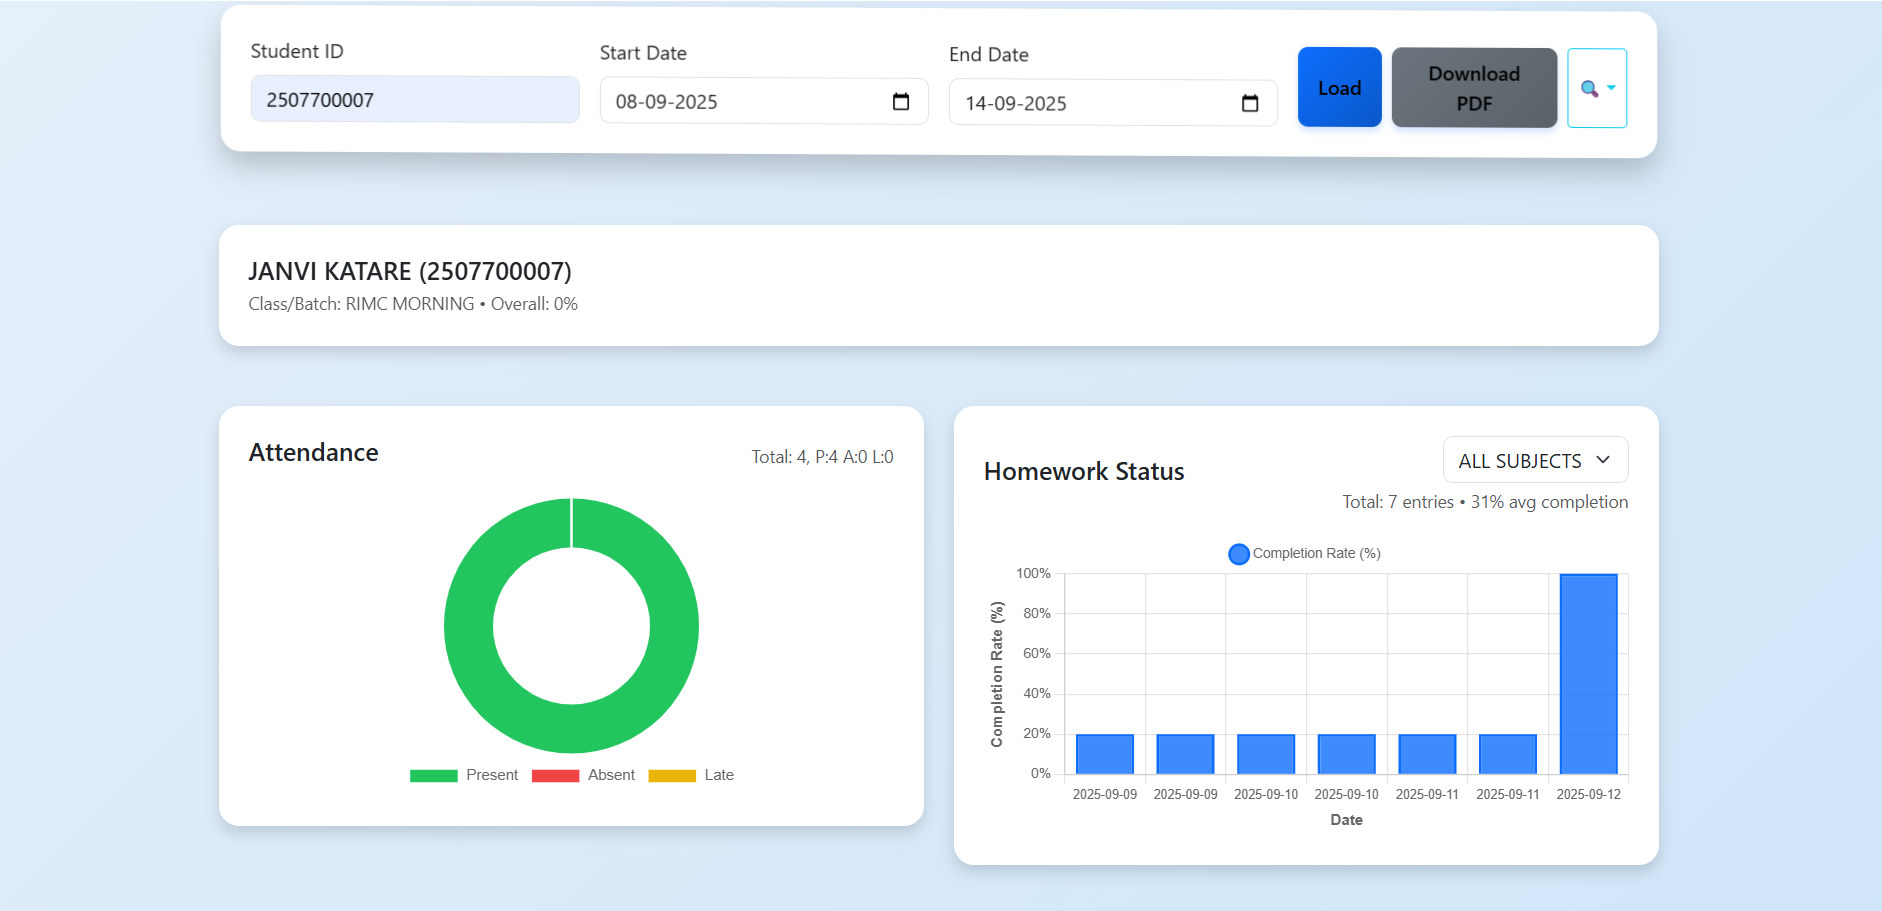 Student ID
Start Date
End Date
2507700007
08-09-2025
14-09-2025
Load
Download
PDF
JANVI KATARE (2507700007)
Class/Batch: RIMC MORNING • Overall: 0%
Attendance
Total: 4, P:4 A:0 L:0
Present
Absent
Late
Homework Status
ALL SUBJECTS
Total: 7 entries • 31% avg completion
Completion Rate (%)
Completion Rate (%)
100%
80%
60%
40%
20%
0%
2025-09-09
2025-09-09
2025-09-10
2025-09-10
2025-09-11
2025-09-11
2025-09-12
Date